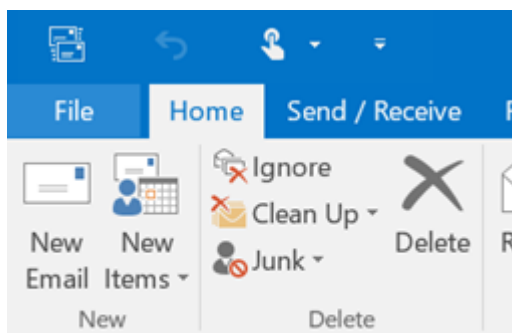 File Home Send / Receive
Ignore
Clean Up
Junk
New Email
New Items
Delete
New
Delete